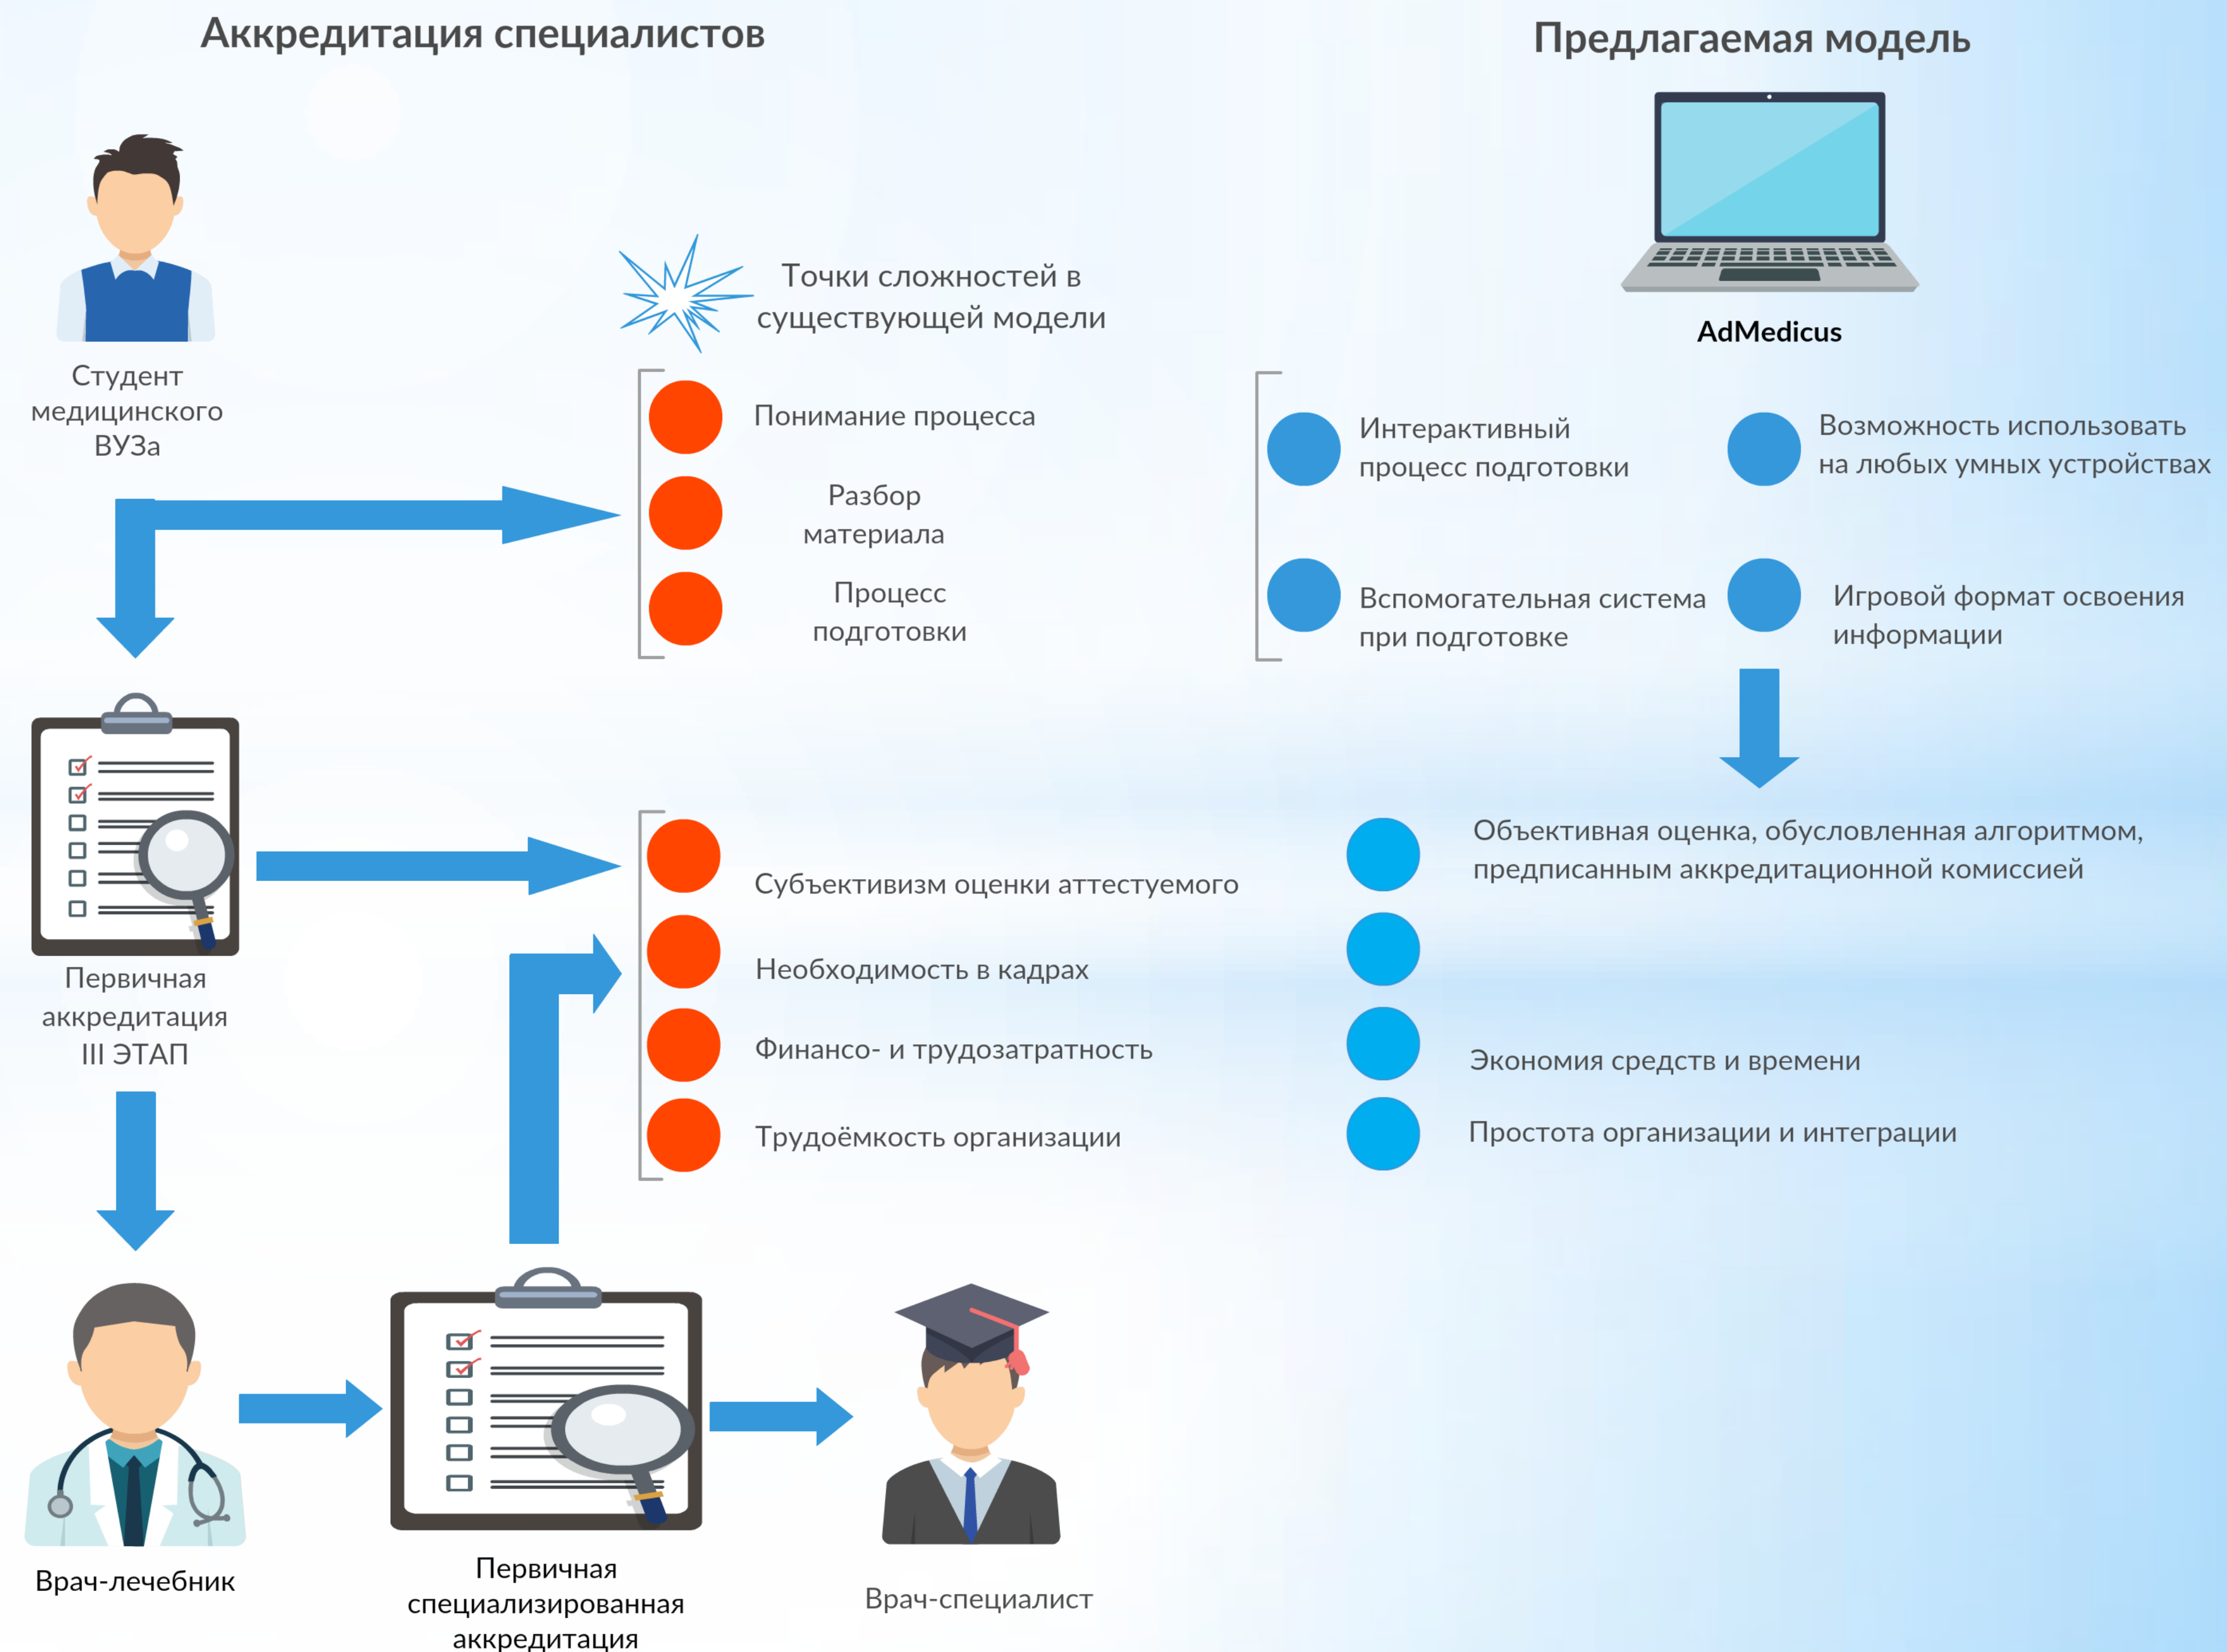 Аккредитация специалистов
Предлагаемая модель
AdMedicus
Студент
медицинского
ВУЗа
Точки сложностей в
существующей модели
Понимание процесса
Разбор
материала
Процесс
подготовки
Интерактивный
процесс подготовки
Возможность использовать
на любых умных устройствах
Вспомогательная система
при подготовке
Игровой формат освоения
информации
Первичная
аккредитация
III ЭТАП
Субъективизм оценки аттестуемого
Необходимость в кадрах
Финансо- и трудозатратность
Трудоёмкость организации
Объективная оценка, обусловленная алгоритмом,
предписанным аккредитационной комиссией
Экономия средств и времени
Простота организации и интеграции
Врач-лечебник
Первичная
специализированная
аккредитация
Врач-специалист